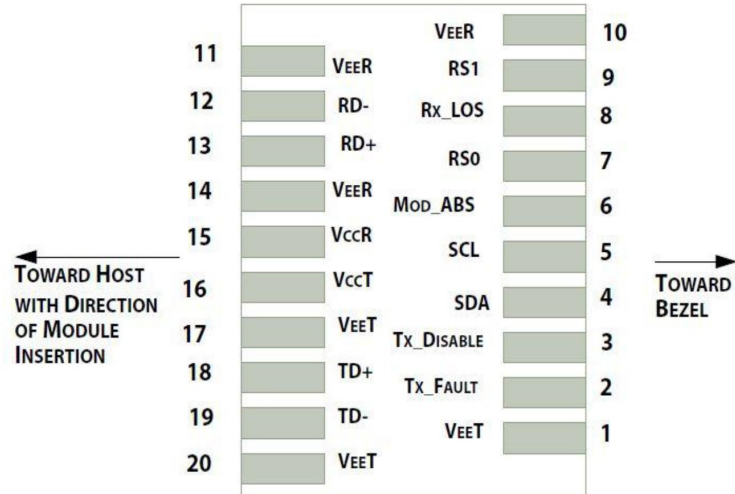 11 VEER
12 RD-
13 RD+
14 VEER
15 VCCR
16 VCCT
17 VEET
18 TD+
19 TD-
20 VEET
VEER 10
RS1 9
RX_LOS 8
RS0 7
MOD_ABS 6
SCL 5
SDA 4
TX_DISABLE 3
TX_FAULT 2
VEET 1
TOWARD HOST
WITH DIRECTION
OF MODULE
INSERTION
TOWARD
BEZEL